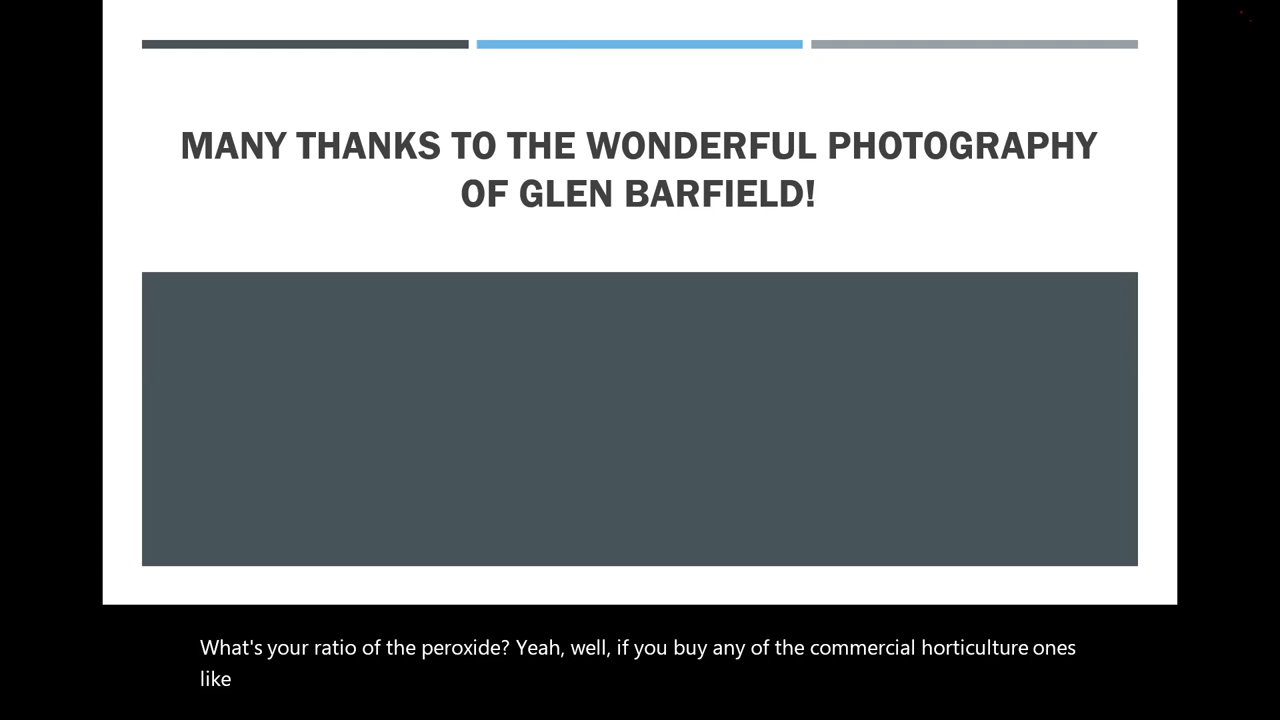 MANY THANKS TO THE WONDERFUL PHOTOGRAPHY
OF GLEN BARFIELD!
What's your ratio of the peroxide? Yeah, well, if you buy any of the commercial horticulture ones
like